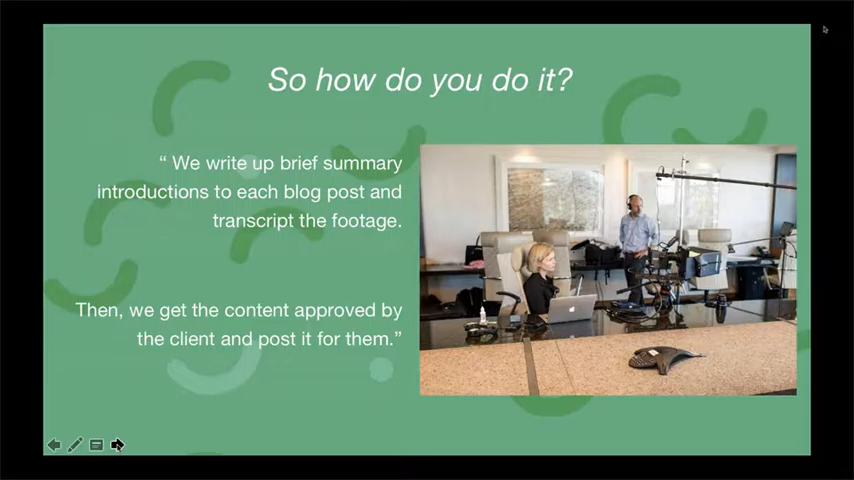 So how do you do it?
“ We write up brief summary
introductions to each blog post and
transcript the footage.
Then, we get the content approved by
the client and post it for them.”